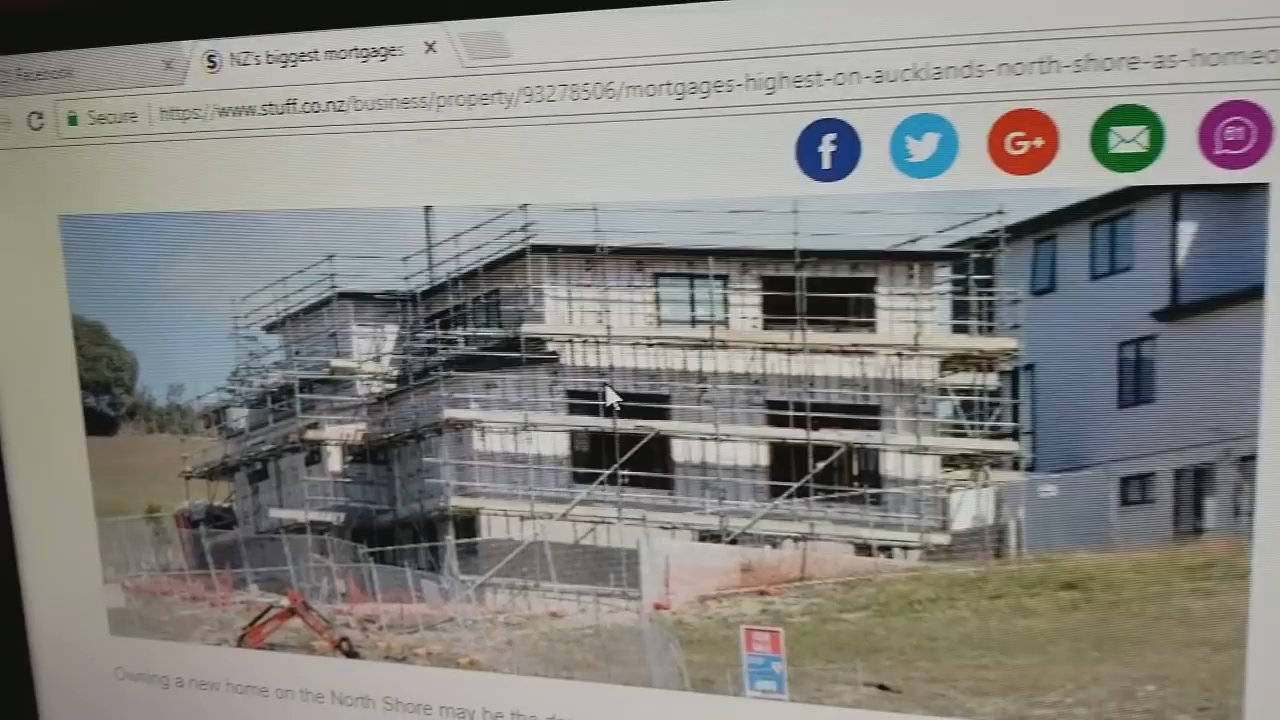 Facebook
S NZ's biggest mortgages
Secure https://www.stuff.co.nz/business/property/93278506/mortgages-highest-on-aucklands-north-shore-as-homeo
f G+ 61
Owning a new home on the North Shore may be the d